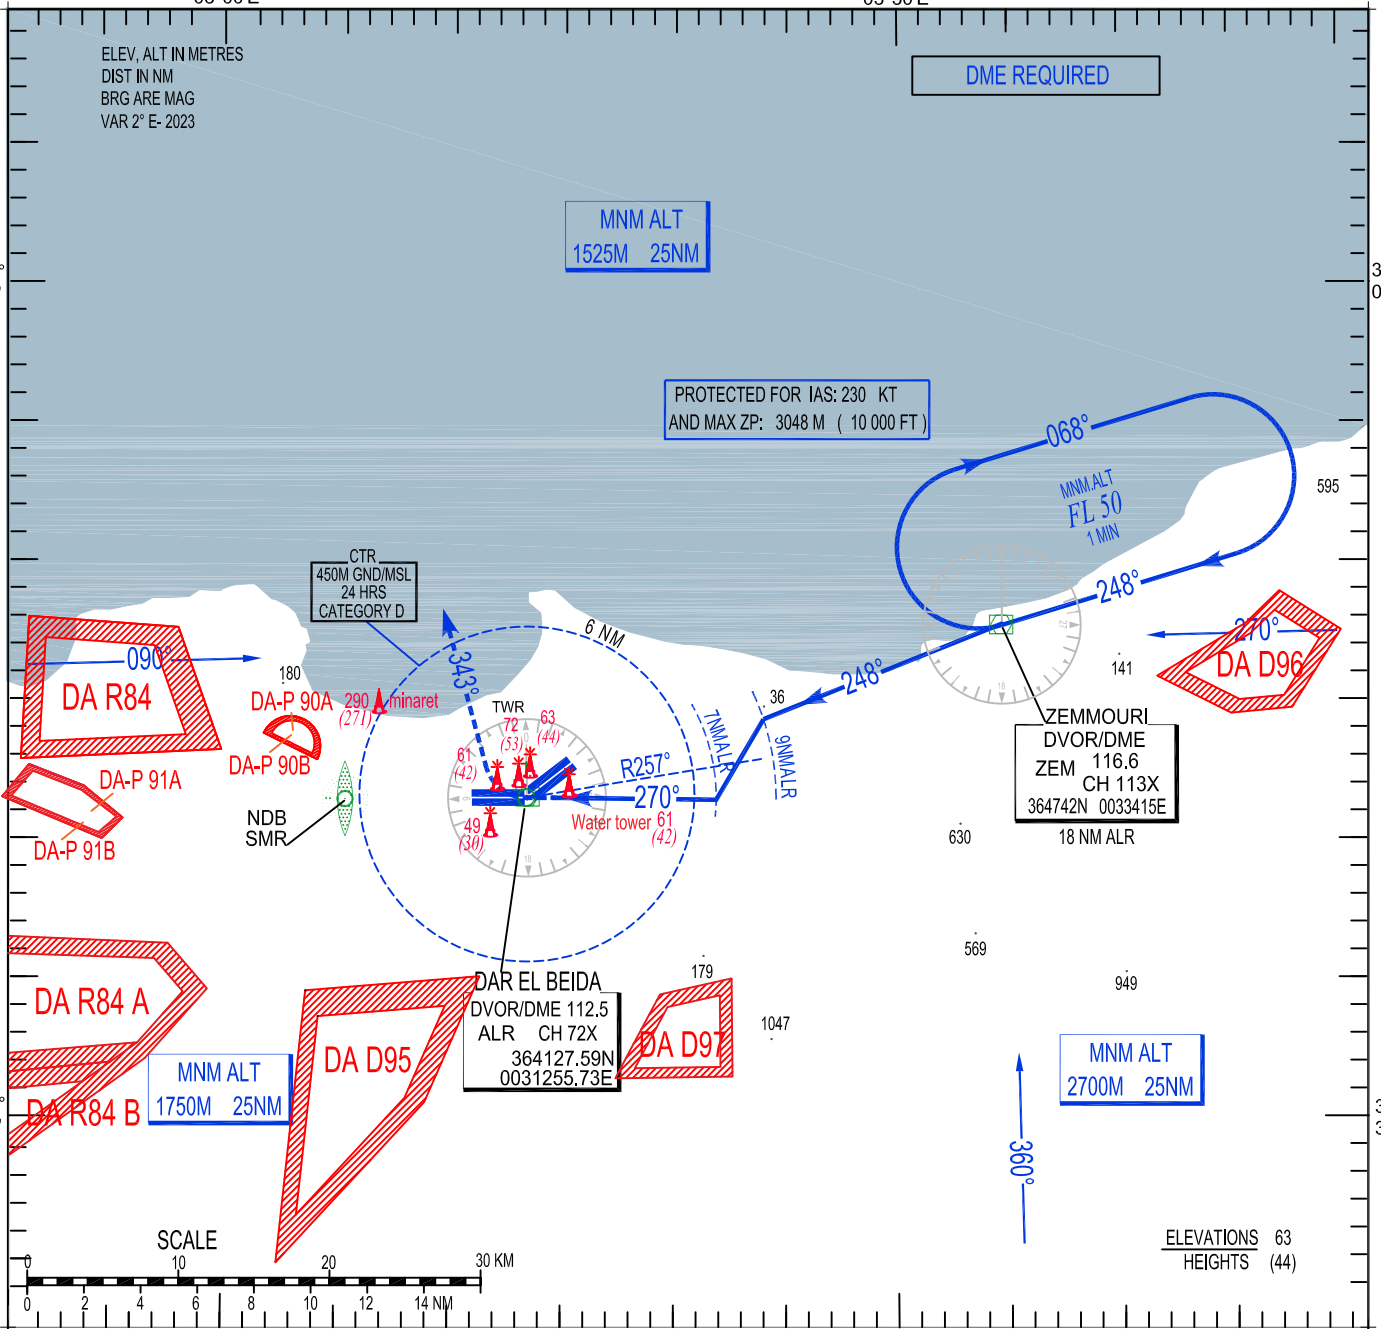 ELEV, ALT IN METRES
DIST IN NM
BRG ARE MAG
VAR 2° E- 2023
DME REQUIRED
MNM ALT
1525M 25NM
PROTECTED FOR IAS: 230 KT
AND MAX ZP: 3048 M ( 10 000 FT )
068°
MNM.ALT
FL 50
1 MIN
595
CTR
450M GND/MSL
24 HRS
CATEGORY D
248°
6 NM
090°
270°
DA R84
DA D96
180
343°
248°
141
DA-P 90A
290
(271)
minaret
TWR
36
72
(53)
63
(44)
7NMALR
9NMALR
ZEMMOURI
DVOR/DME
ZEM 116.6
CH 113X
364742N 0033415E
18 NM ALR
61
(42)
R257°
DA-P 90B
DA-P 91A
270°
NDB
SMR
49
(30)
Water tower 61
(42)
630
DA-P 91B
569
179
949
DAR EL BEIDA
DVOR/DME 112.5
ALR CH 72X
364127.59N
0031255.73E
DA R84 A
1047
DA D95
DA D97
MNM ALT
1750M 25NM
MNM ALT
2700M 25NM
DA R84 B
360°
SCALE
0 10 20 30 KM
0 2 4 6 8 10 12 14 NM
ELEVATIONS 63
HEIGHTS (44)